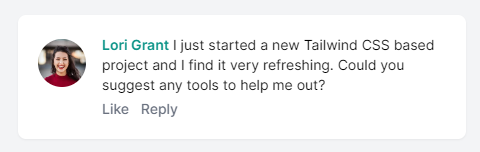 Lori Grant I just started a new Tailwind CSS based
project and I find it very refreshing. Could you
suggest any tools to help me out?
Like Reply